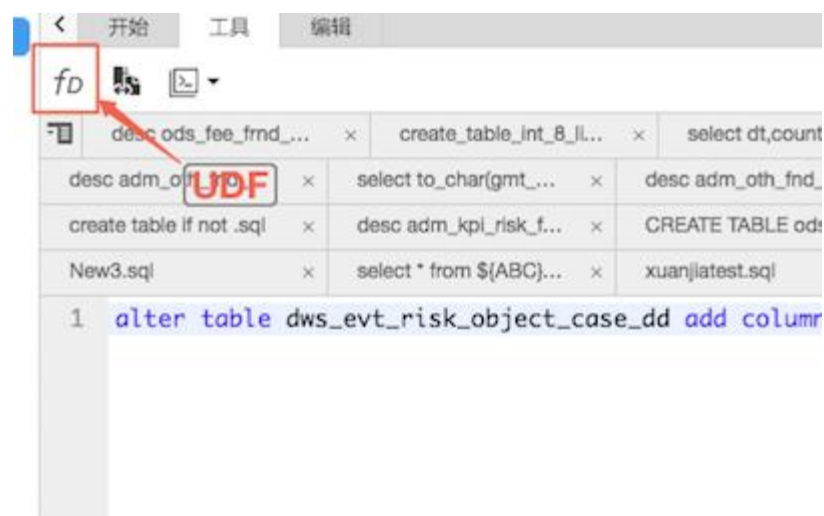 开始 工具 编辑
fD
desc ods_fee_frnd_... × create_table_int_8_li... × select dt,count
desc adm_oth_fnd_ × select to_char(gmt_... × desc adm_oth_fnd_
UDF
create table if not .sql × desc adm_kpi_risk_f... × CREATE TABLE ods
New3.sql × select * from ${ABC}... × xuanjiatest.sql
1 alter table dws_evt_risk_object_case_dd add column